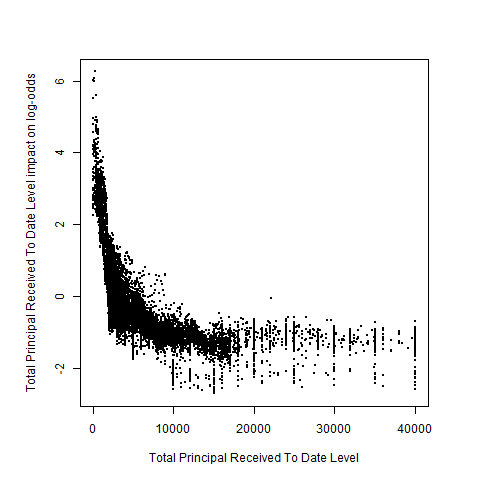 Total Principal Received To Date Level impact on log-odds
6
4
2
0
-2
0 10000 20000 30000 40000
Total Principal Received To Date Level